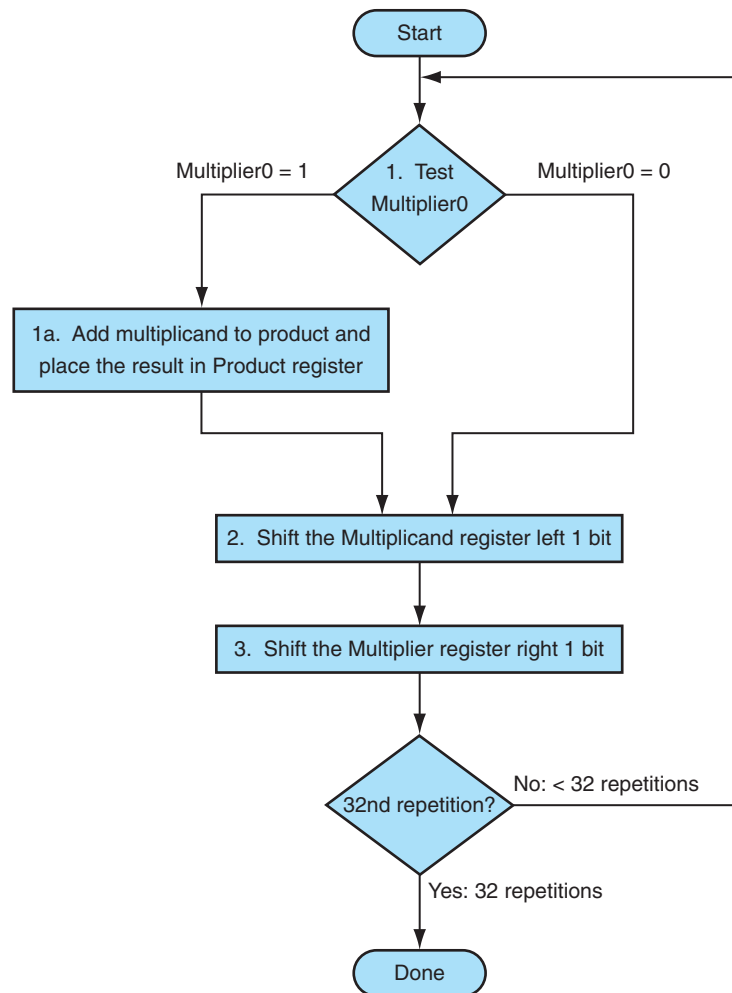 Start
Multiplier0 = 1
1. Test
Multiplier0
Multiplier0 = 0
1a. Add multiplicand to product and
place the result in Product register
2. Shift the Multiplicand register left 1 bit
3. Shift the Multiplier register right 1 bit
32nd repetition?
No: < 32 repetitions
Yes: 32 repetitions
Done